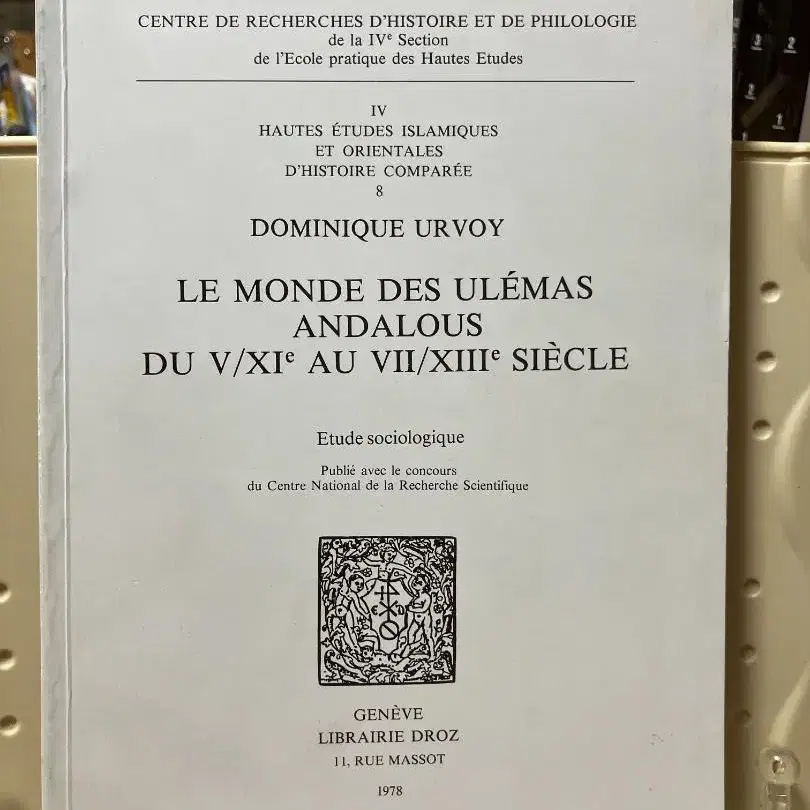 CENTRE DE RECHERCHES D'HISTOIRE ET DE PHILOLOGIE
de la IVe Section
de l'Ecole pratique des Hautes Etudes
IV
HAUTES ÉTUDES ISLAMIQUES
ET ORIENTALES
D'HISTOIRE COMPARÉE
8
DOMINIQUE URVOY
LE MONDE DES ULÉMAS
ANDALOUS
DU V/XIe AU VII/XIIIe SIÈCLE
Etude sociologique
Publié avec le concours
du Centre National de la Recherche Scientifique
GENÈVE
LIBRAIRIE DROZ
11, RUE MASSOT
1978